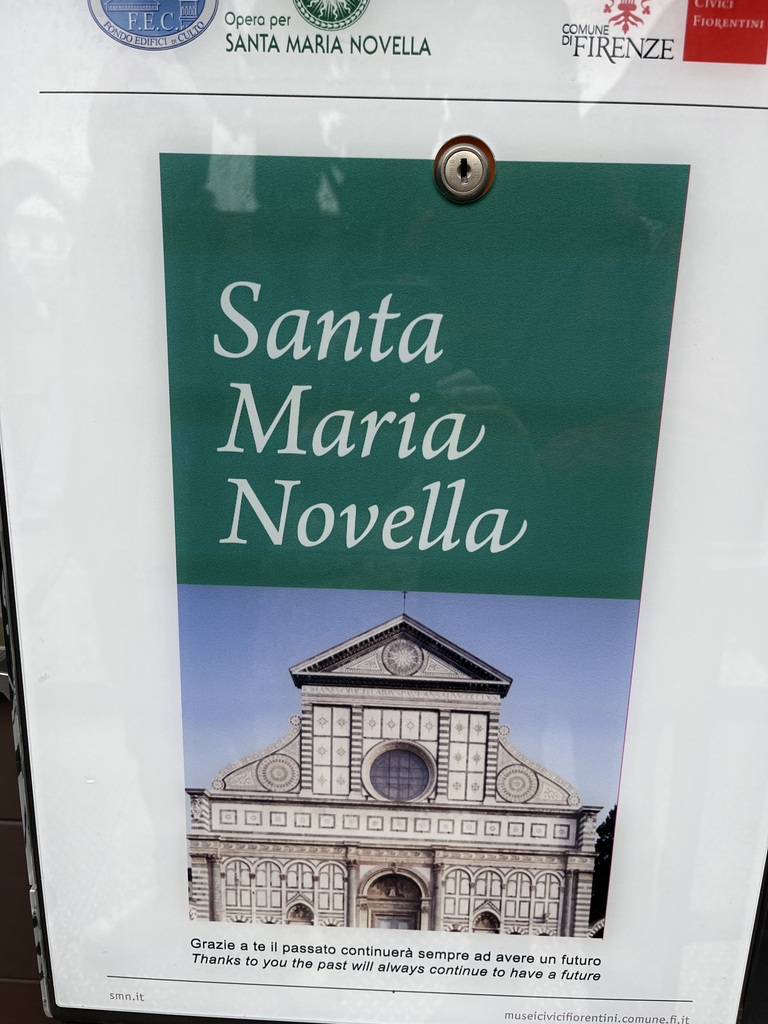 F.E.C.
FONDO EDIFICI DI CULTO
Opera per
SANTA MARIA NOVELLA
COMUNE
DI FIRENZE
CIVICI
FIORENTINI
Santa
Maria
Novella
Grazie a te il passato continuerà sempre ad avere un futuro
Thanks to you the past will always continue to have a future
smn.it
museicivicifiorentini.comune.fi.it